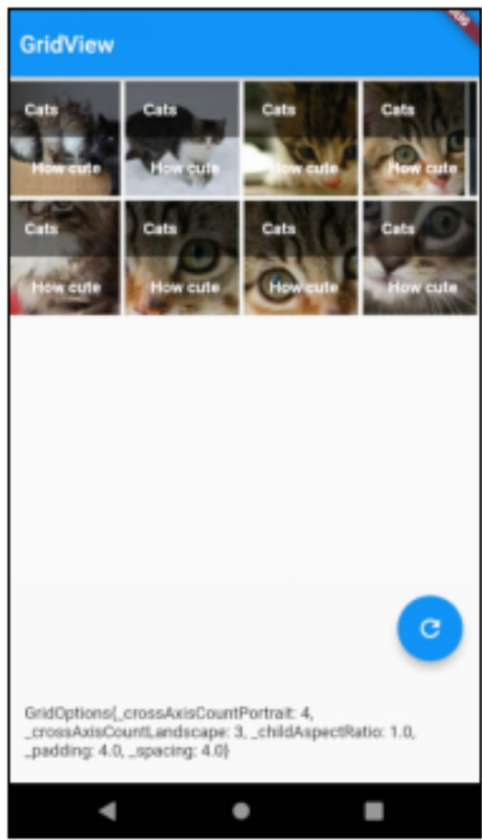 GridView
Cats Cats Cats Cats
How cute How cute How cute How cute
Cats Cats Cats Cats
How cute How cute How cute How cute
GridOptions{_crossAxisCountPortrait: 4,
_crossAxisCountLandscape: 3, _childAspectRatio: 1.0,
_padding: 4.0, _spacing: 4.0}